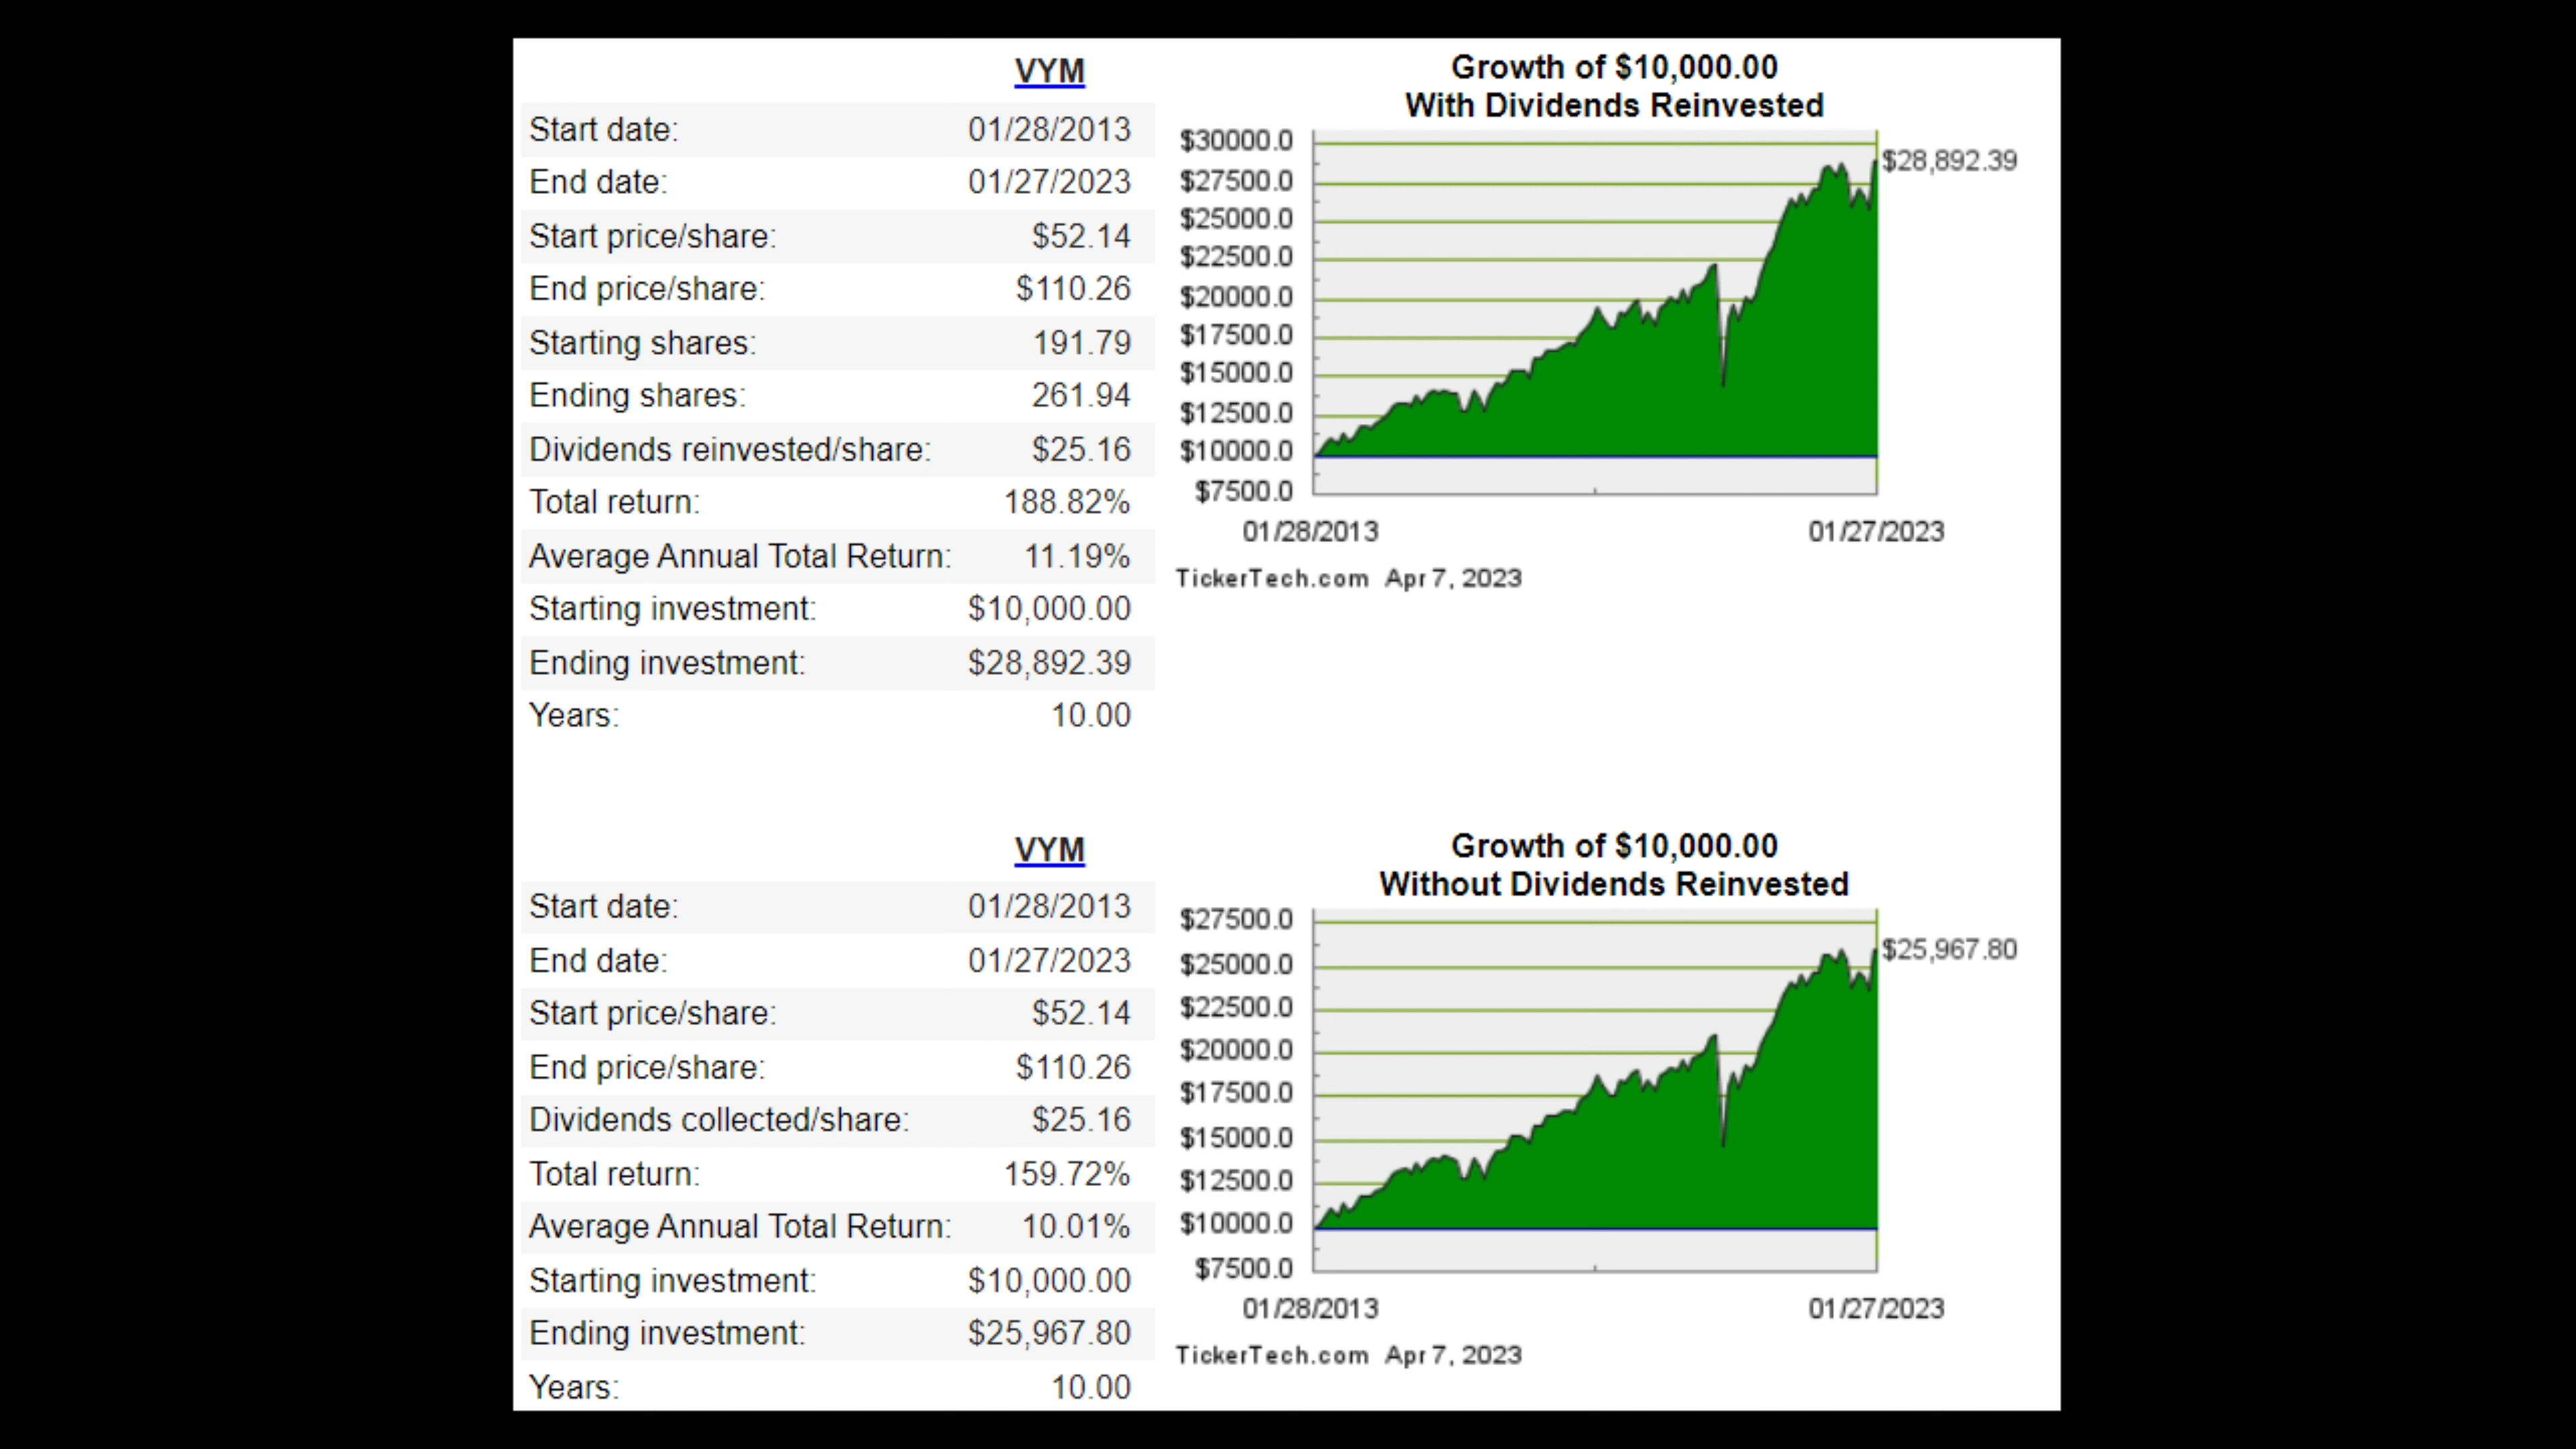 VYM
Start date: 01/28/2013
End date: 01/27/2023
Start price/share: $52.14
End price/share: $110.26
Starting shares: 191.79
Ending shares: 261.94
Dividends reinvested/share: $25.16
Total return: 188.82%
Average Annual Total Return: 11.19%
Starting investment: $10,000.00
Ending investment: $28,892.39
Years: 10.00
Growth of $10,000.00
With Dividends Reinvested
$30000.0
$28,892.39
$27500.0
$25000.0
$22500.0
$20000.0
$17500.0
$15000.0
$12500.0
$10000.0
$7500.0
01/28/2013 01/27/2023
TickerTech.com Apr 7, 2023
VYM
Start date: 01/28/2013
End date: 01/27/2023
Start price/share: $52.14
End price/share: $110.26
Dividends collected/share: $25.16
Total return: 159.72%
Average Annual Total Return: 10.01%
Starting investment: $10,000.00
Ending investment: $25,967.80
Years: 10.00
Growth of $10,000.00
Without Dividends Reinvested
$27500.0
$25,967.80
$25000.0
$22500.0
$20000.0
$17500.0
$15000.0
$12500.0
$10000.0
$7500.0
01/28/2013 01/27/2023
TickerTech.com Apr 7, 2023